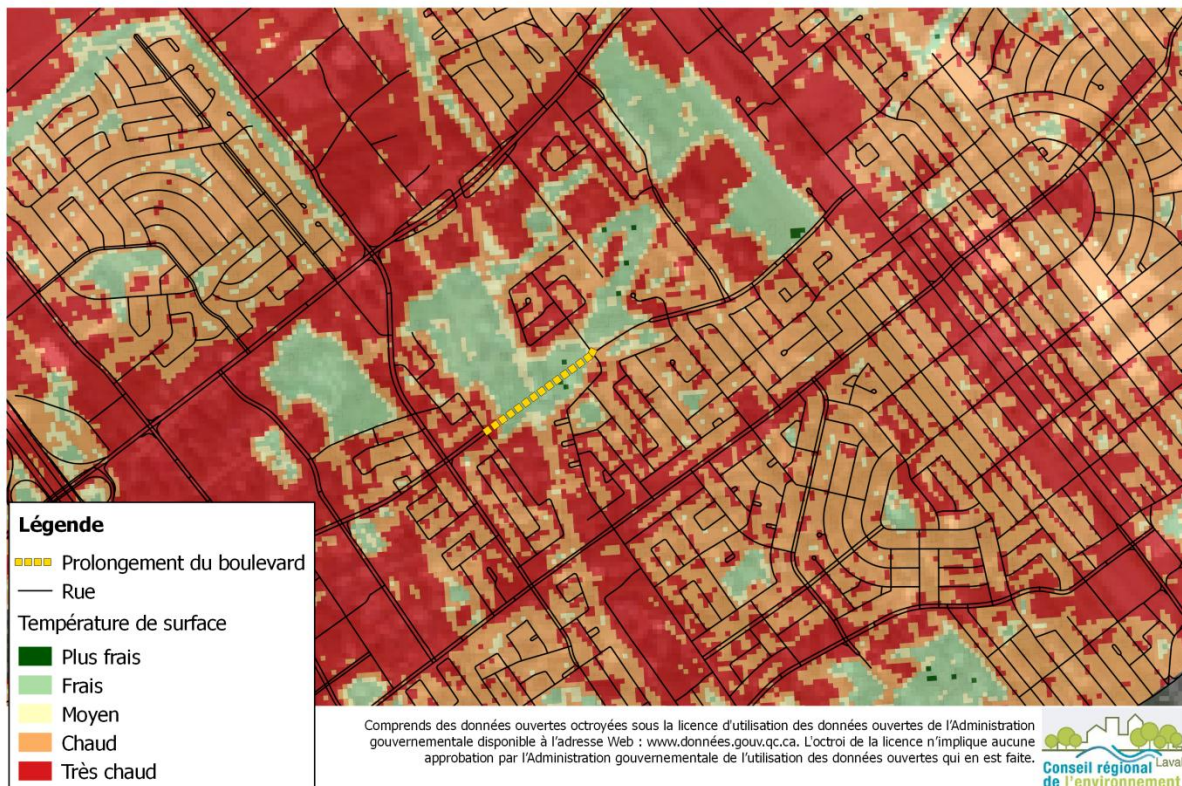 Légende
Prolongement du boulevard
Rue
Température de surface
Plus frais
Frais
Moyen
Chaud
Très chaud
Comprends des données ouvertes octroyées sous la licence d'utilisation des données ouvertes de l'Administration
gouvernementale disponible à l'adresse Web : www.données.gouv.qc.ca. L'octroi de la licence n'implique aucune
approbation par l'Administration gouvernementale de l'utilisation des données ouvertes qui en est faite.
Laval
Conseil régional
de l'environnement